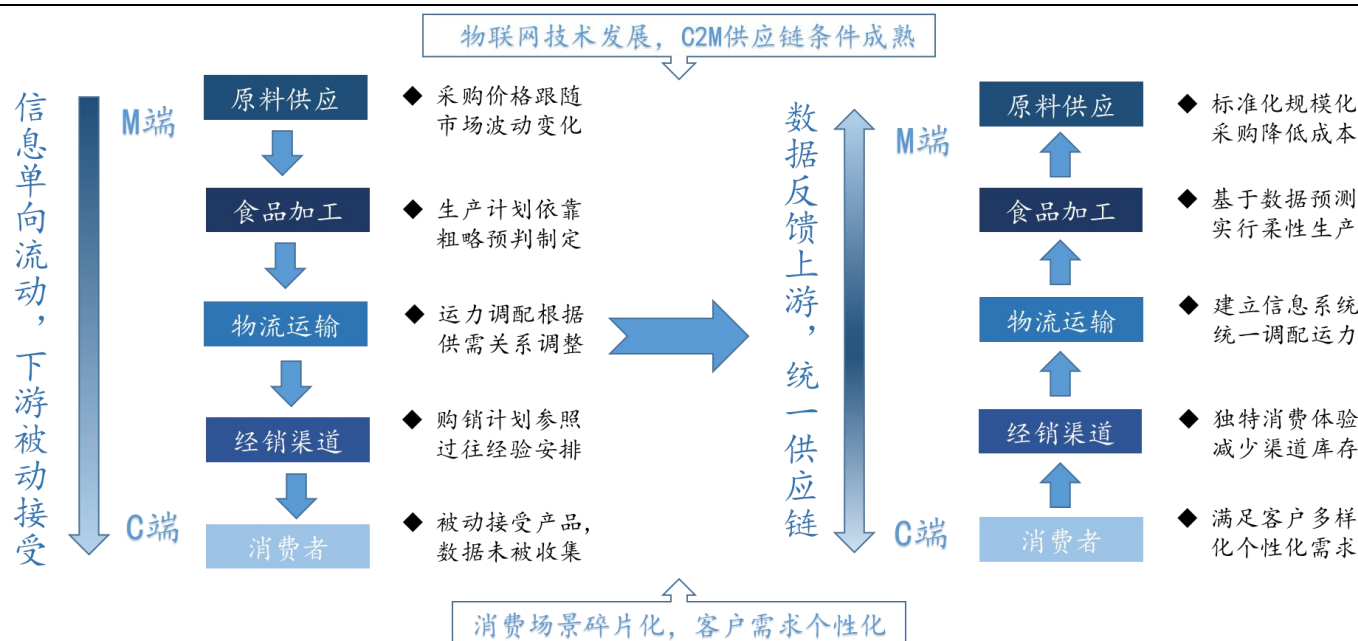 物联网技术发展，C2M供应链条件成熟
信息单向流动，下游被动接受
M端
C端
原料供应
◆ 采购价格跟随
市场波动变化
食品加工
◆ 生产计划依靠
粗略预判制定
物流运输
◆ 运力调配根据
供需关系调整
经销渠道
◆ 购销计划参照
过往经验安排
消费者
◆ 被动接受产品，
数据未被收集
数据反馈上游，统一供应链
M端
C端
原料供应
◆ 标准化规模化
采购降低成本
食品加工
◆ 基于数据预测
实行柔性生产
物流运输
◆ 建立信息系统
统一调配运力
经销渠道
◆ 独特消费体验
减少渠道库存
消费者
◆ 满足客户多样
化个性化需求
消费场景碎片化，客户需求个性化